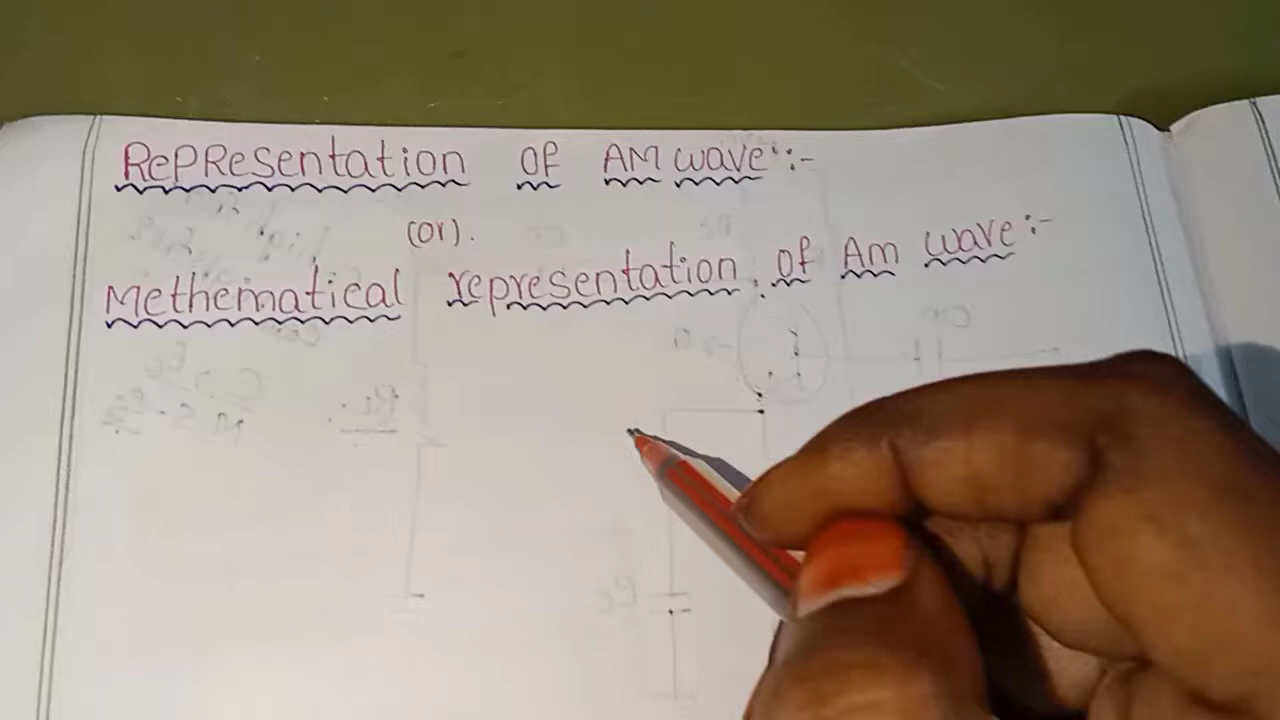 RePResentation of AM wave :-
(or).
Methematical representation of Am wave :-